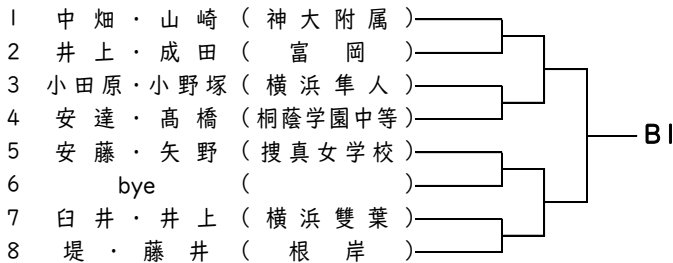 1 中畑・山崎 (神大附属)
2 井上・成田 (富岡)
3 小田原・小野塚 (横浜隼人)
4 安達・髙橋 (桐蔭学園中等)
5 安藤・矢野 (捜真女学校)
6 bye ( )
7 臼井・井上 (横浜雙葉)
8 堤・藤井 (根岸)
B1